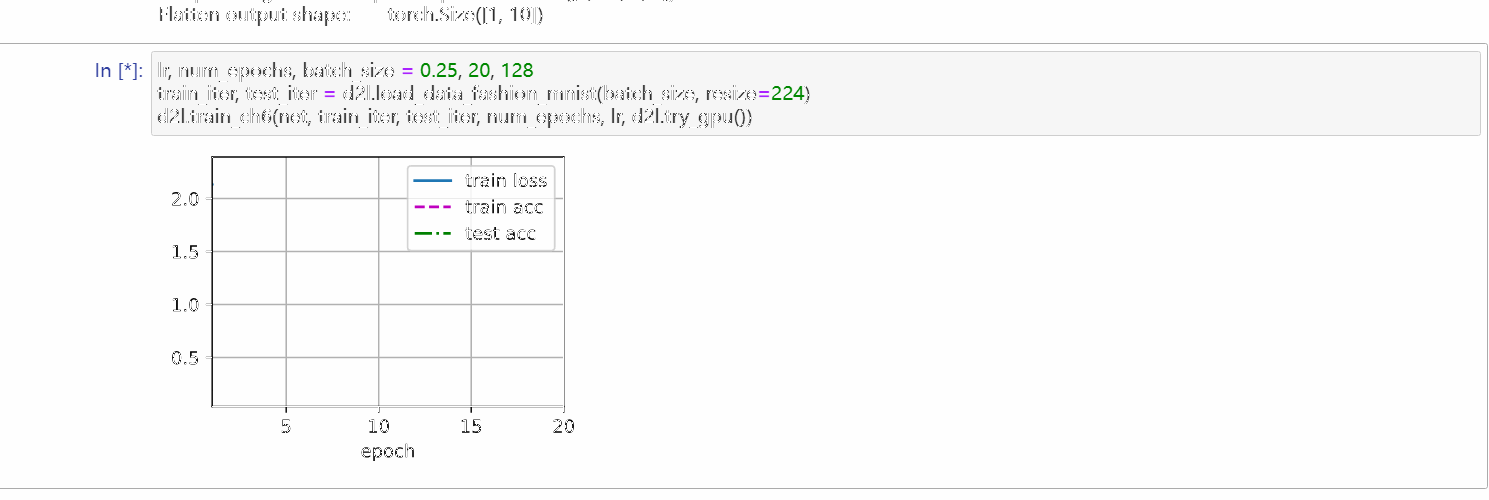 Flatten output shape: torch.Size([1, 10])
In [*]:
lr, num_epochs, batch_size = 0.25, 20, 128
train_iter, test_iter = d2l.load_data_fashion_mnist(batch_size, resize=224)
d2l.train_ch6(net, train_iter, test_iter, num_epochs, lr, d2l.try_gpu())
train loss
train acc
test acc
2.0
1.5
1.0
0.5
5 10 15 20
epoch